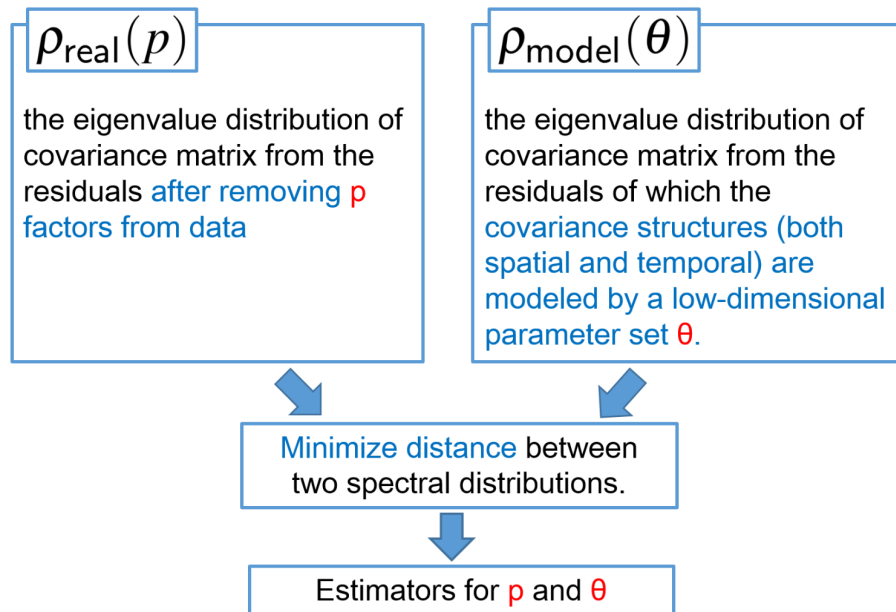 ρreal(p)
the eigenvalue distribution of
covariance matrix from the
residuals after removing p
factors from data
ρmodel(θ)
the eigenvalue distribution of
covariance matrix from the
residuals of which the
covariance structures (both
spatial and temporal) are
modeled by a low-dimensional
parameter set θ.
Minimize distance between
two spectral distributions.
Estimators for p and θ